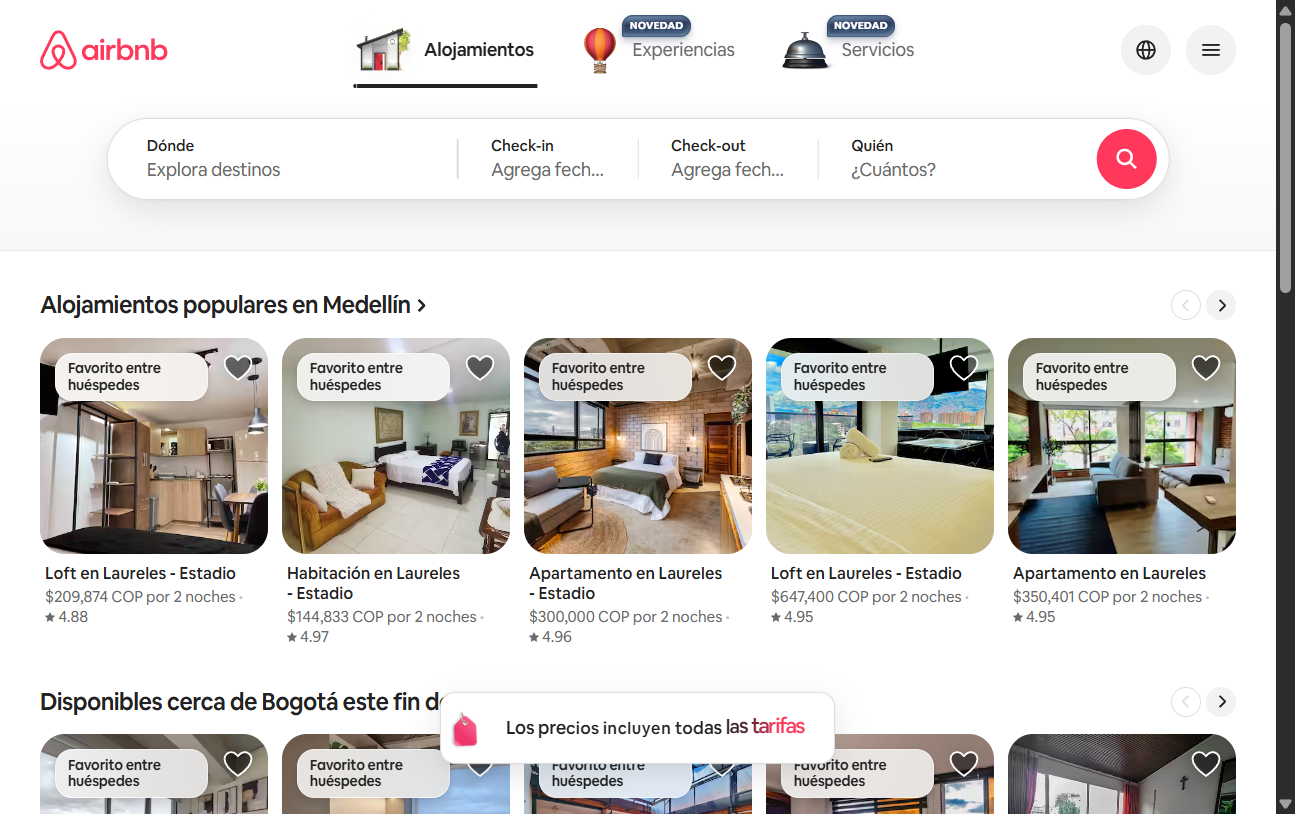 airbnb
Alojamientos
NOVEDAD
Experiencias
NOVEDAD
Servicios
Dónde
Explora destinos
Check-in
Agrega fech...
Check-out
Agrega fech...
Quién
¿Cuántos?
Alojamientos populares en Medellín
Favorito entre
huéspedes
Loft en Laureles - Estadio
$209,874 COP por 2 noches ·
★ 4.88
Favorito entre
huéspedes
Habitación en Laureles
- Estadio
$144,833 COP por 2 noches ·
★ 4.97
Favorito entre
huéspedes
Apartamento en Laureles
- Estadio
$300,000 COP por 2 noches ·
★ 4.96
Favorito entre
huéspedes
Loft en Laureles - Estadio
$647,400 COP por 2 noches ·
★ 4.95
Favorito entre
huéspedes
Apartamento en Laureles
$350,401 COP por 2 noches ·
★ 4.95
Disponibles cerca de Bogotá este fin
Los precios incluyen todas las tarifas
Favorito entre
huéspedes
Favorito entre
huéspedes
Favorito entre
huéspedes
Favorito entre
huéspedes